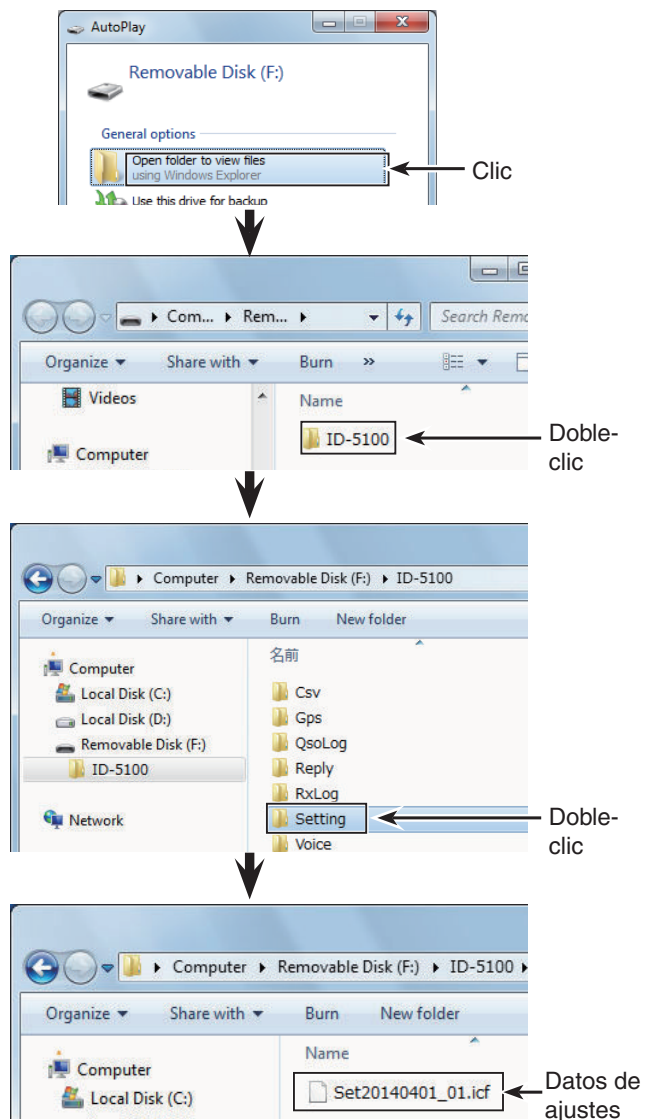 AutoPlay
Removable Disk (F:)
General options
Open folder to view files
using Windows Explorer
Clic
Use this drive for backup
Com... Rem...
Search Remo
Organize Share with Burn »
Videos
Name
ID-5100
Doble-
clic
Computer
Computer Removable Disk (F:) ID-5100
Organize Share with Burn New folder
名前
Computer
Local Disk (C:)
Local Disk (D:)
Removable Disk (F:)
ID-5100
Network
Csv
Gps
QsoLog
Reply
RxLog
Setting
Voice
Doble-
clic
Computer Removable Disk (F:) ID-5100
Organize Share with Burn New folder
Name
Computer
Local Disk (C:)
Set20140401_01.icf
Datos de
ajustes